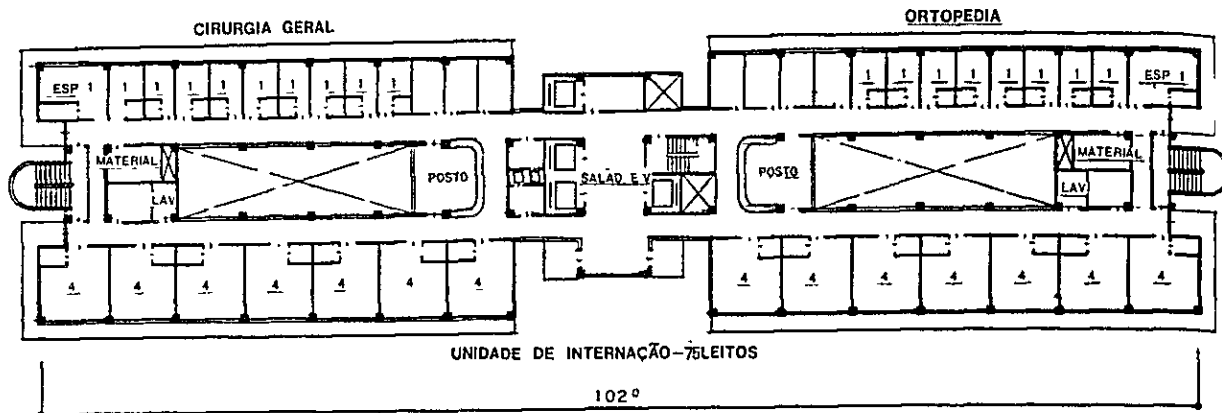 CIRURGIA GERAL
ORTOPEDIA
ESP 1 1 1 1 1 1 1 1 1 1
1 1 1 1 1 1 1 1 ESP 1
MATERIAL
LAV
POSTO
SALÃO E V
POSTO
MATERIAL
LAV
4 4 4 4 4 4 4
4 4 4 4 4 4 4
UNIDADE DE INTERNAÇÃO-75LEITOS
102º